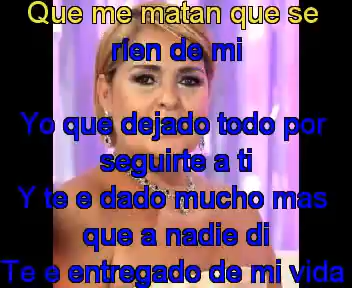 Que me matan que se
rien de mi
Yo que dejado todo por
seguirte a ti
Y te e dado mucho mas
que a nadie di
Te e entregado de mi vida